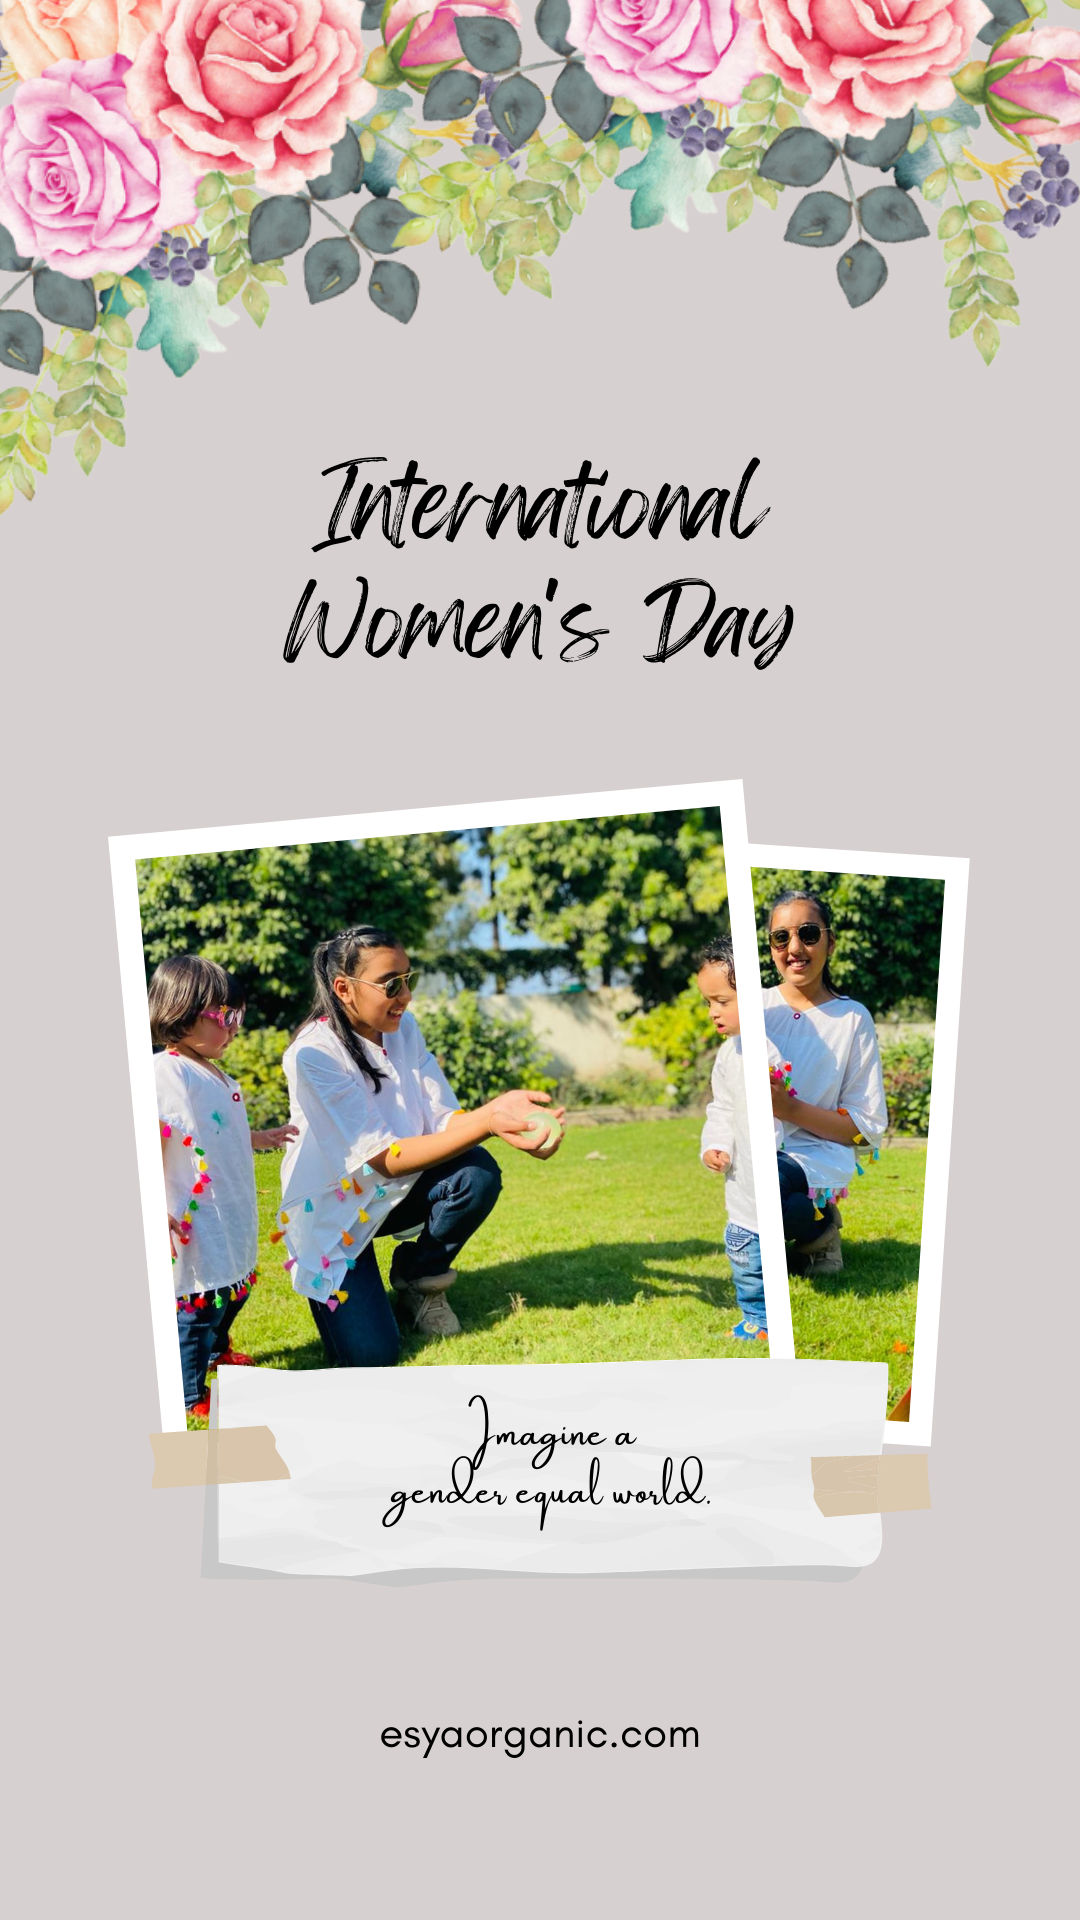 International
Women's Day
Imagine a
gender equal world.
esyaorganic.com